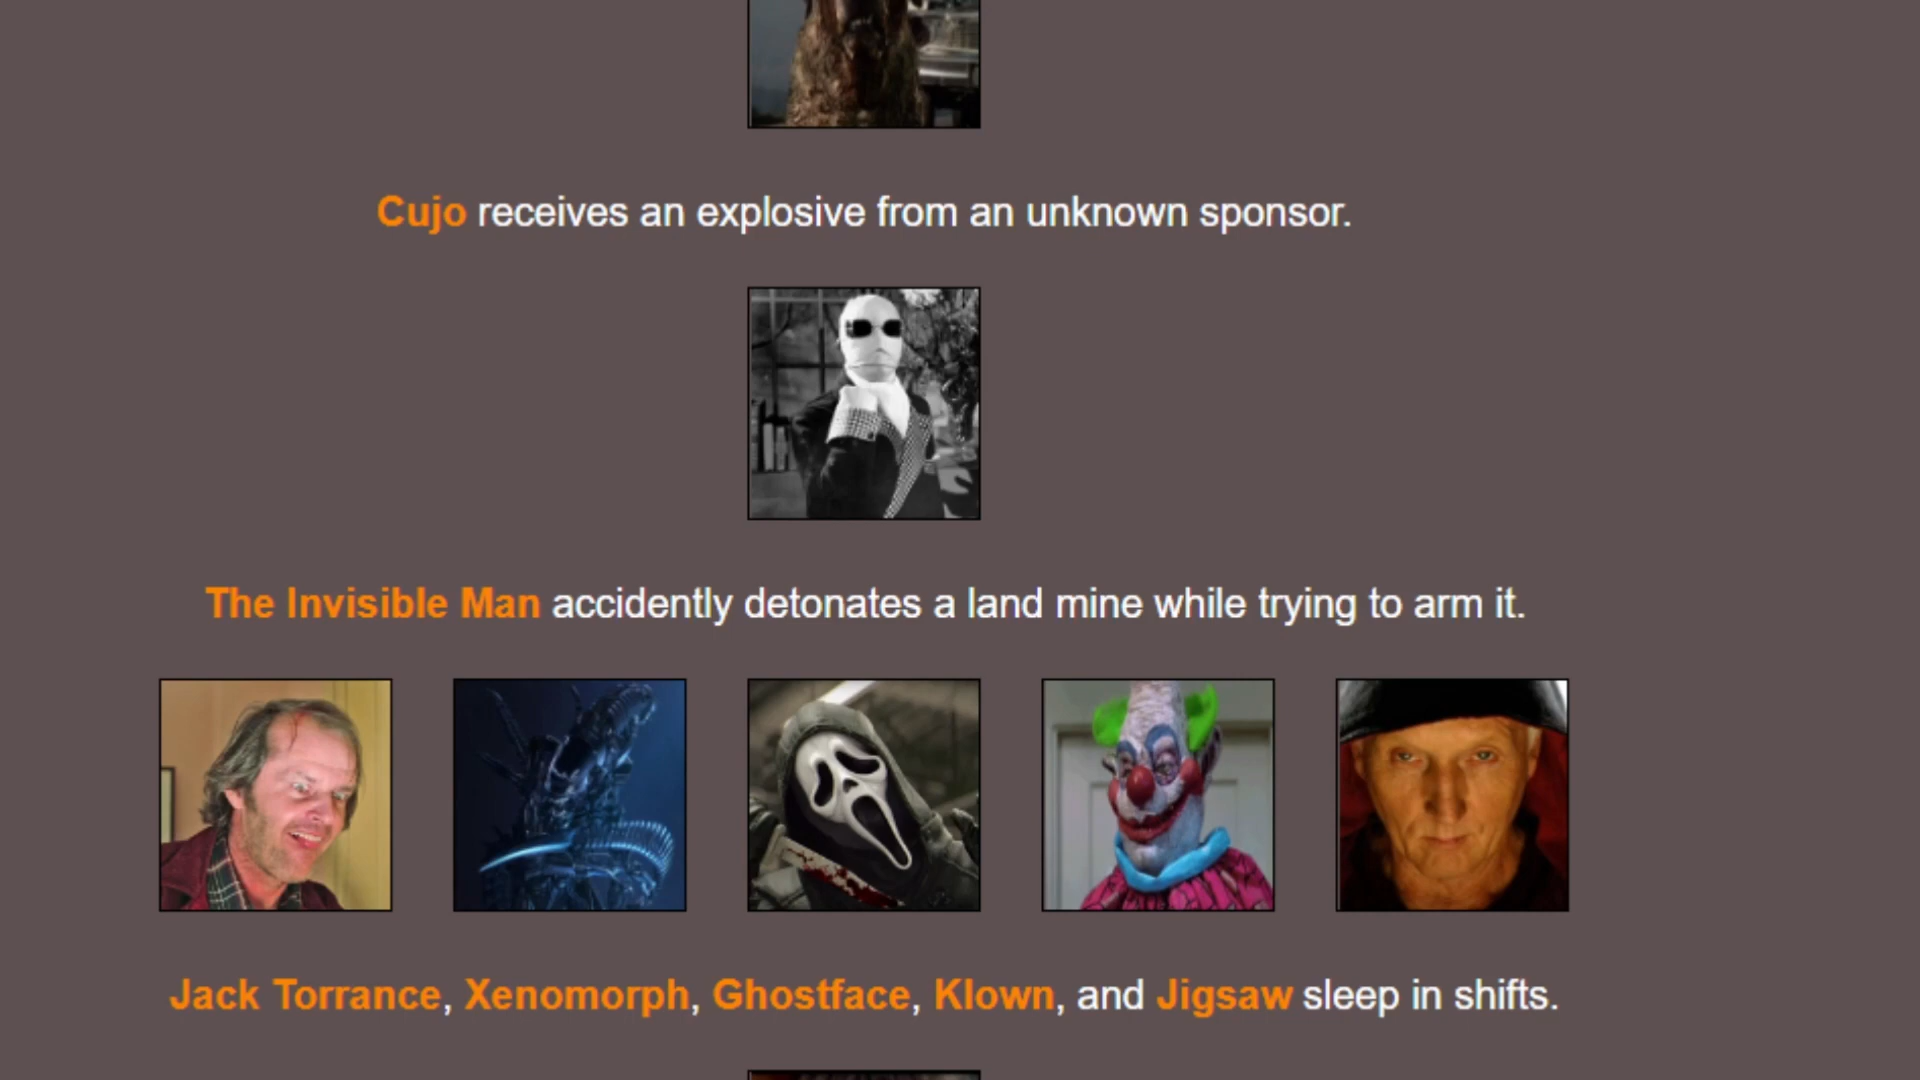 Cujo receives an explosive from an unknown sponsor.
The Invisible Man accidently detonates a land mine while trying to arm it.
Jack Torrance, Xenomorph, Ghostface, Klown, and Jigsaw sleep in shifts.